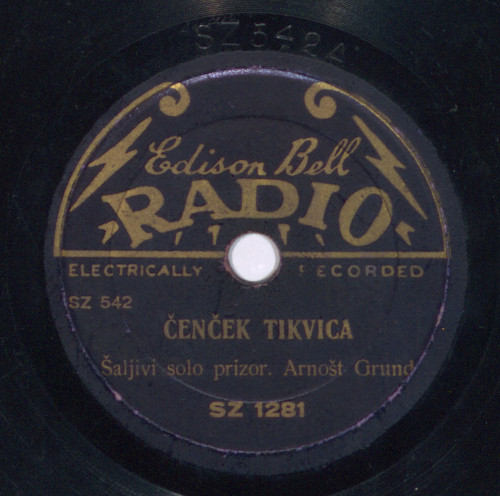 SZ 542A
Edison Bell
RADIO
ELECTRICALLY RECORDED
SZ 542
ČENČEK TIKVICA
Šaljivi solo prizor. Arnošt Grund
SZ 1281